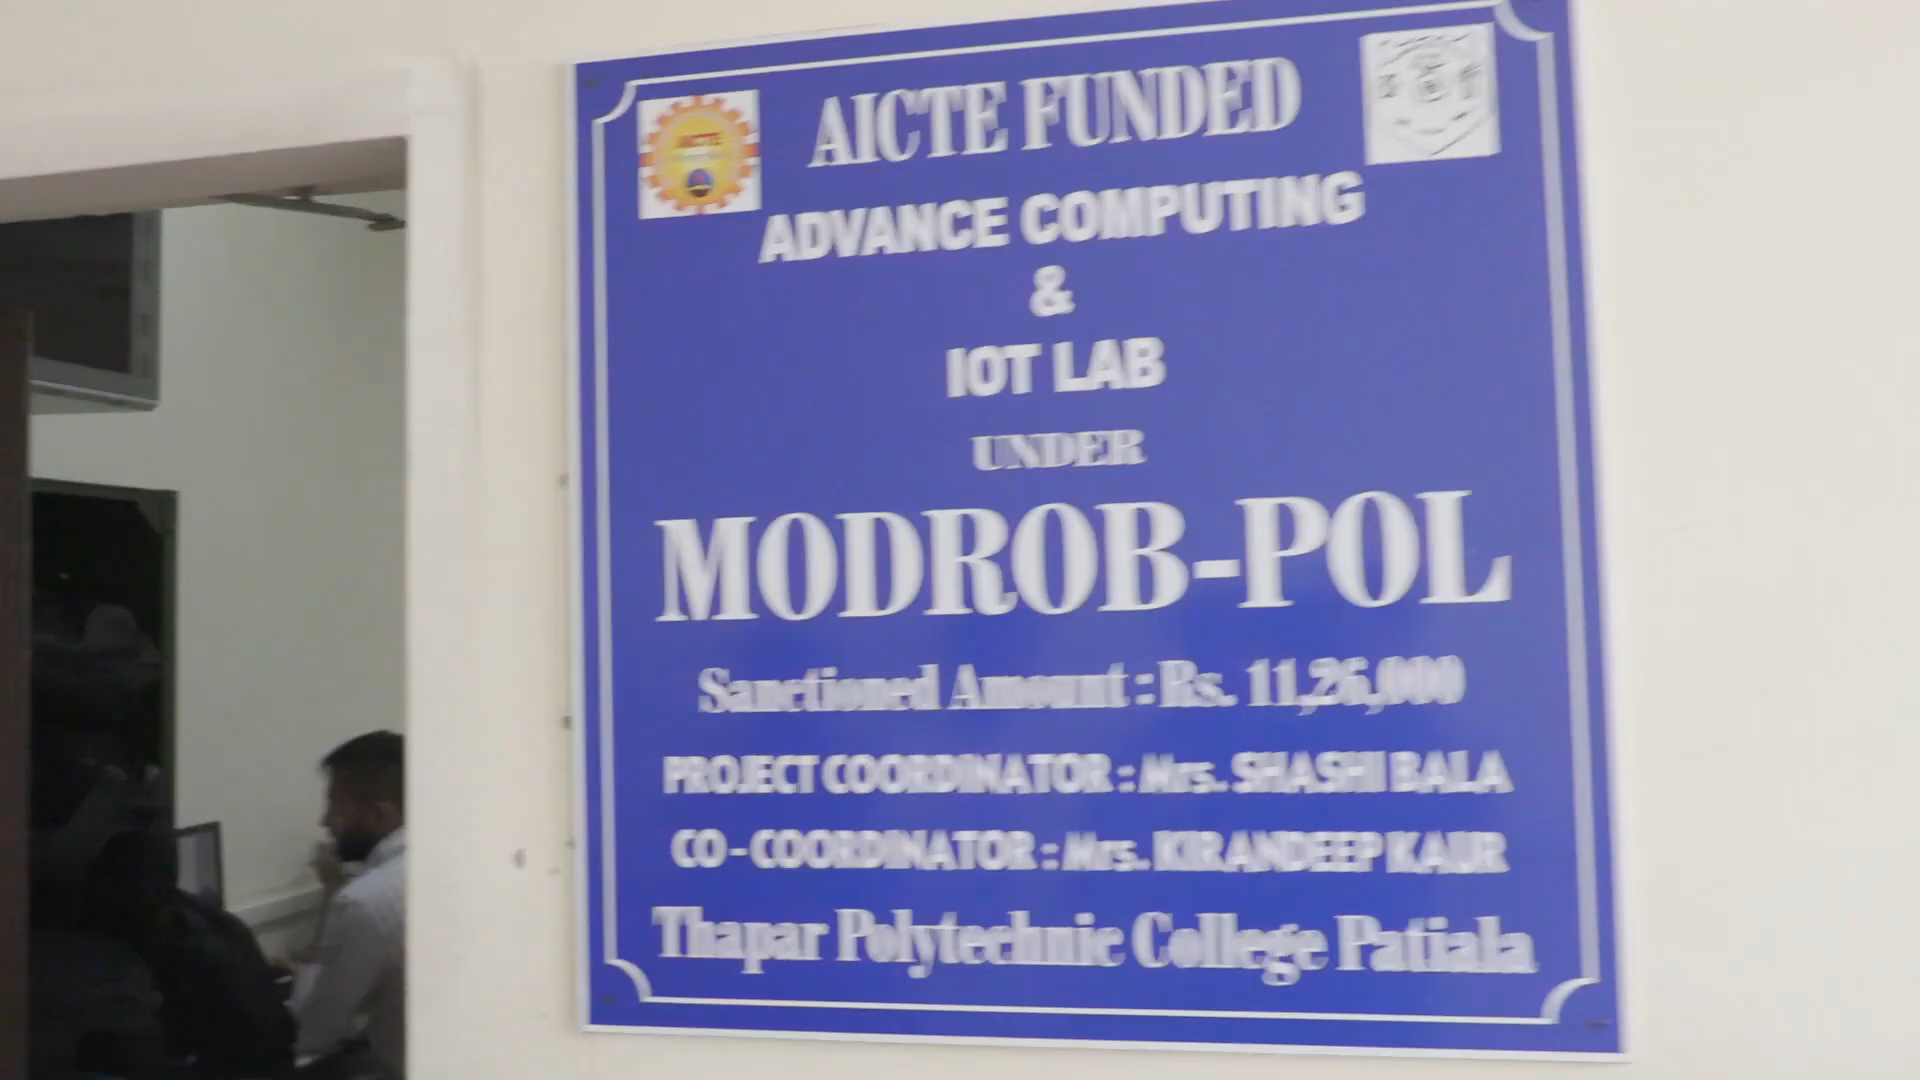 AICTE FUNDED
AICTE
ADVANCE COMPUTING
&
IOT LAB
UNDER
MODROB-POL
Sanctioned Amount : Rs. 11,26,000
PROJECT COORDINATOR : Mrs. SHASHI BALA
CO-COORDINATOR : Mrs. KIRANDEEP KAUR
Thapar Polytechnic College Patiala